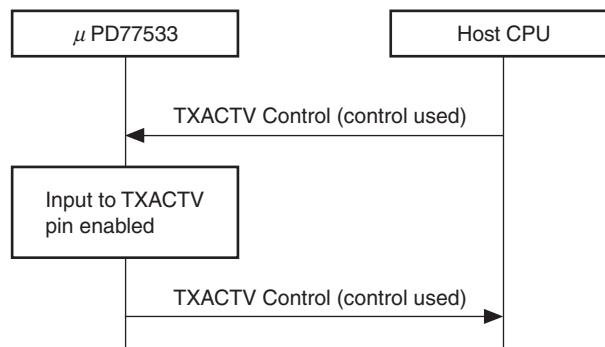 μ PD77533
Host CPU
TXACTV Control (control used)
Input to TXACTV
pin enabled
TXACTV Control (control used)